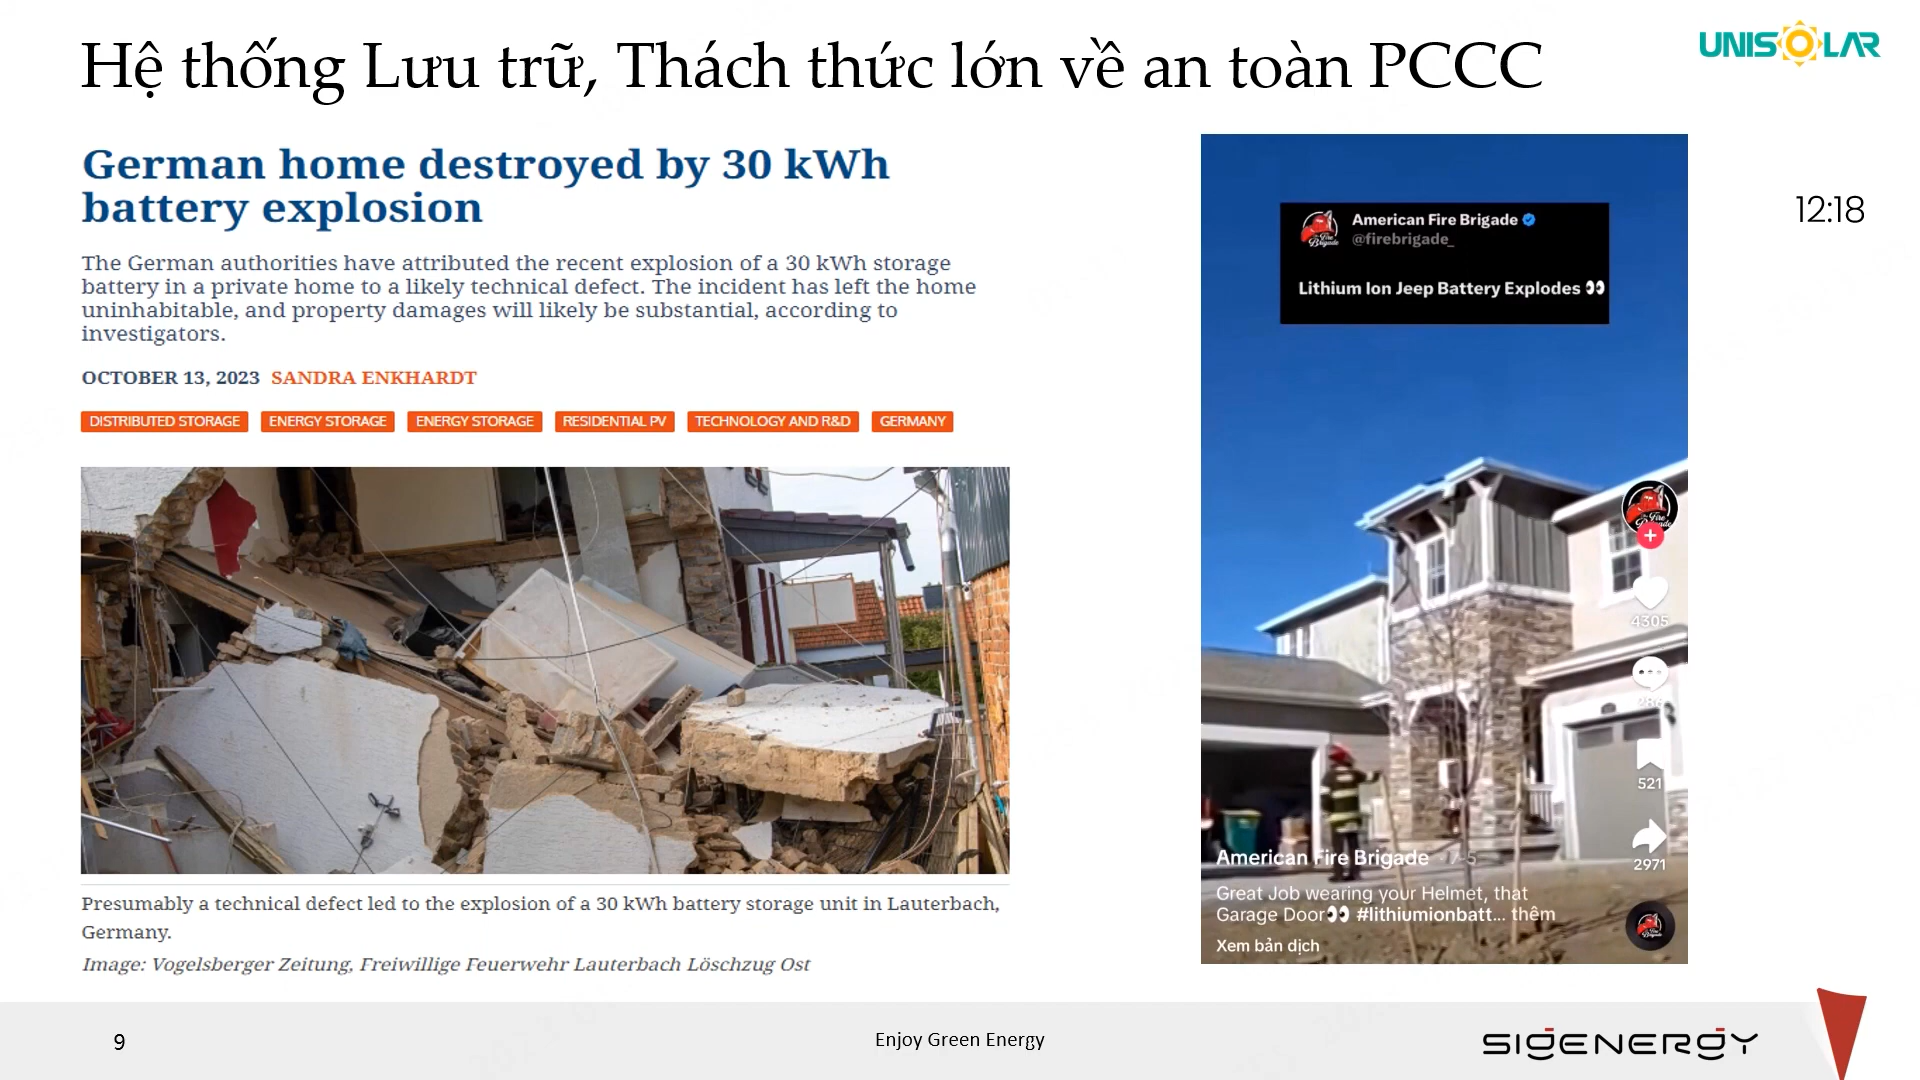 Hệ thống Lưu trữ, Thách thức lớn về an toàn PCCC
UNISOLAR
German home destroyed by 30 kWh
battery explosion
The German authorities have attributed the recent explosion of a 30 kWh storage
battery in a private home to a likely technical defect. The incident has left the home
uninhabitable, and property damages will likely be substantial, according to
investigators.
OCTOBER 13, 2023 SANDRA ENKHARDT
DISTRIBUTED STORAGE ENERGY STORAGE ENERGY STORAGE RESIDENTIAL PV TECHNOLOGY AND R&D GERMANY
Presumably a technical defect led to the explosion of a 30 kWh battery storage unit in Lauterbach,
Germany.
Image: Vogelsberger Zeitung, Freiwillige Feuerwehr Lauterbach Löschzug Ost
American Fire Brigade
@firebrigade_
Lithium Ion Jeep Battery Explodes 👀
4305
286
521
2971
American Fire Brigade · 7-5
Great Job wearing your Helmet, that
Garage Door👀 #lithiumionbatt... thêm
Xem bản dịch
12:18
9
Enjoy Green Energy
SIGENERGY